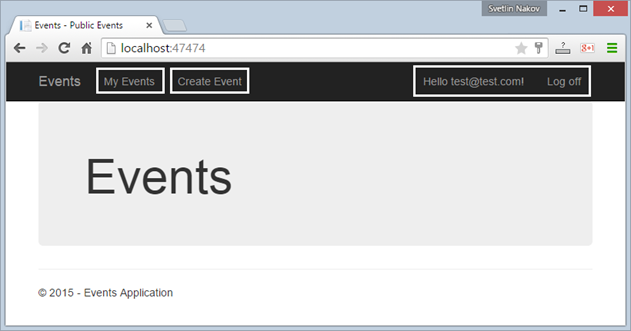 Svetlin Nakov
Events - Public Events
localhost:47474
Events My Events Create Event Hello test@test.com! Log off
Events
© 2015 - Events Application